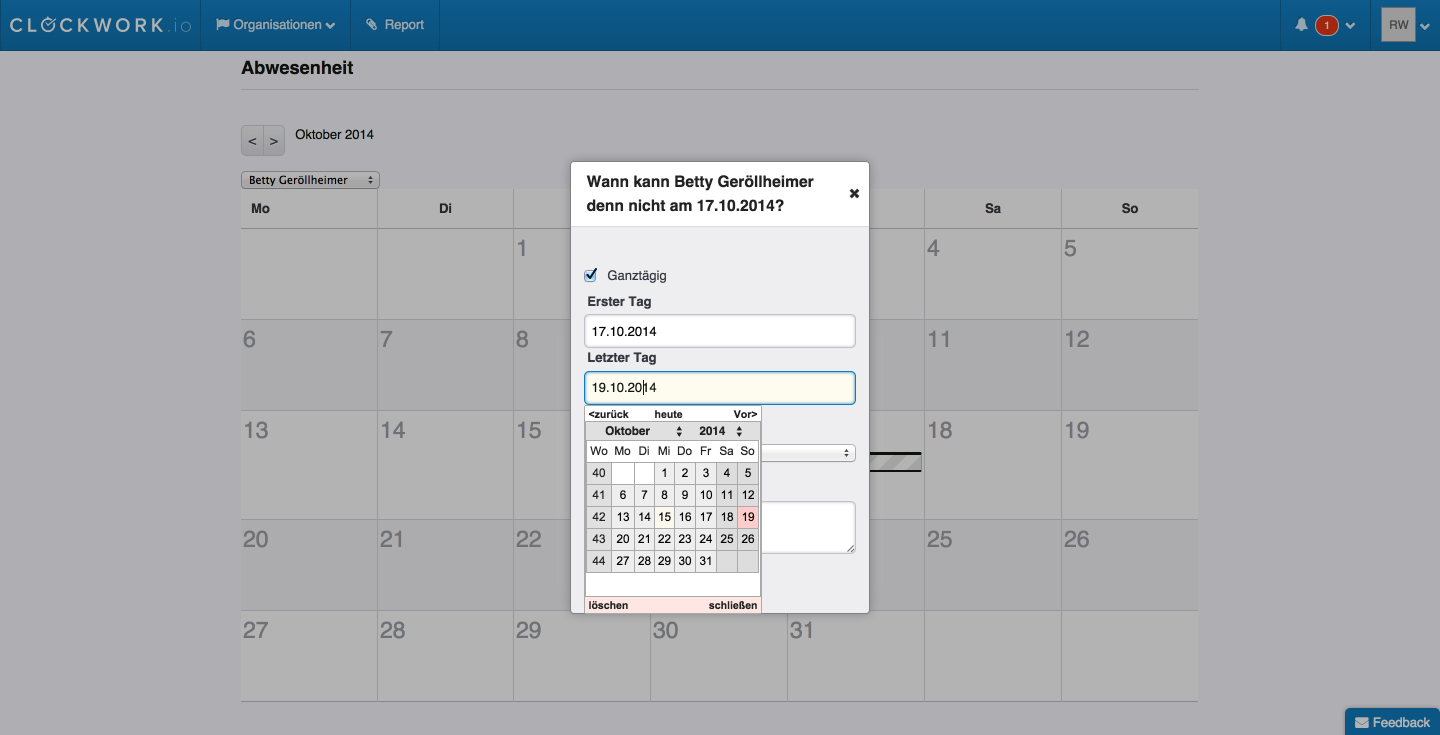 CLOCKWORK.io Organisationen Report 1 RW
Abwesenheit
< > Oktober 2014
Betty Geröllheimer
Mo Di Sa So
1 4 5
6 7 8 11 12
13 14 15 18 19
20 21 22 25 26
27 28 29 30 31
Wann kann Betty Geröllheimer
denn nicht am 17.10.2014?
Ganztägig
Erster Tag
17.10.2014
Letzter Tag
19.10.2014
<zurück heute Vor>
Oktober 2014
Wo Mo Di Mi Do Fr Sa So
40 1 2 3 4 5
41 6 7 8 9 10 11 12
42 13 14 15 16 17 18 19
43 20 21 22 23 24 25 26
44 27 28 29 30 31
löschen schließen
Feedback